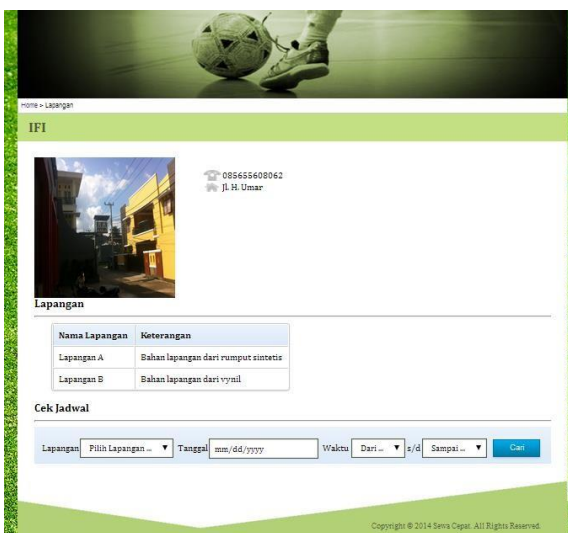 Home > Lapangan
IFI
085655608062
Jl. H. Umar
Lapangan
Nama Lapangan Keterangan
Lapangan A Bahan lapangan dari rumput sintetis
Lapangan B Bahan lapangan dari vynil
Cek Jadwal
Lapangan Pilih Lapangan ... Tanggal mm/dd/yyyy Waktu Dari ... s/d Sampai ... Cari
Copyright © 2014 Sewa Cepat. All Rights Reserved.